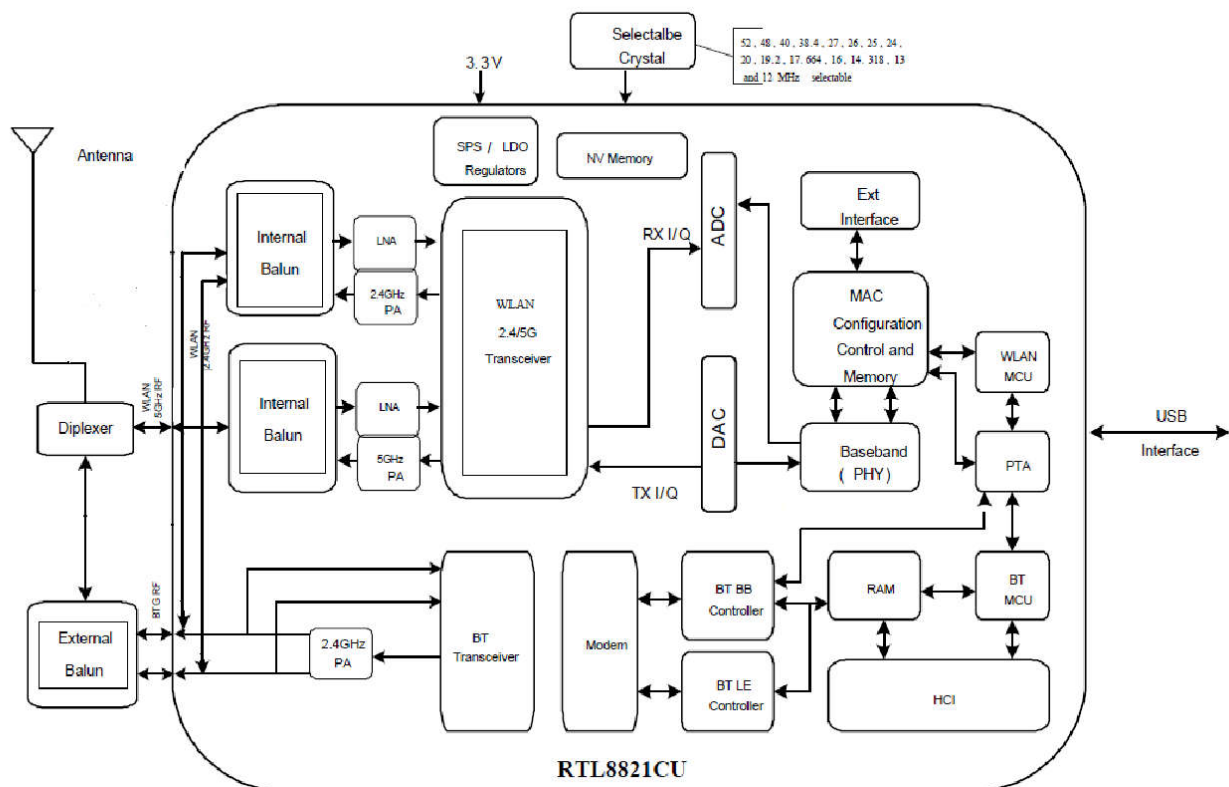 Selectalbe
Crystal
52 , 48 , 40 , 38.4 , 27 , 26 , 25 , 24 ,
20 , 19.2 , 17. 664 , 16 , 14. 318 , 13
and 12 MHz selectable
3. 3 V
Antenna
SPS / LDO
Regulators
NV Memory
Internal
Balun
LNA
2.4GHz
PA
WLAN
2.4/5G
Transceiver
RX I/Q
ADC
Ext
Interface
MAC
Configuration
Control and
Memory
WLAN
MCU
WLAN
2.4GHz RF
WLAN
5GHz RF
Diplexer
Internal
Balun
LNA
5GHz
PA
TX I/Q
DAC
Baseband
( PHY)
PTA
USB
Interface
BTG RF
External
Balun
2.4GHz
PA
BT
Transceiver
Modem
BT BB
Controller
BT LE
Controller
RAM
BT
MCU
HCI
RTL8821CU